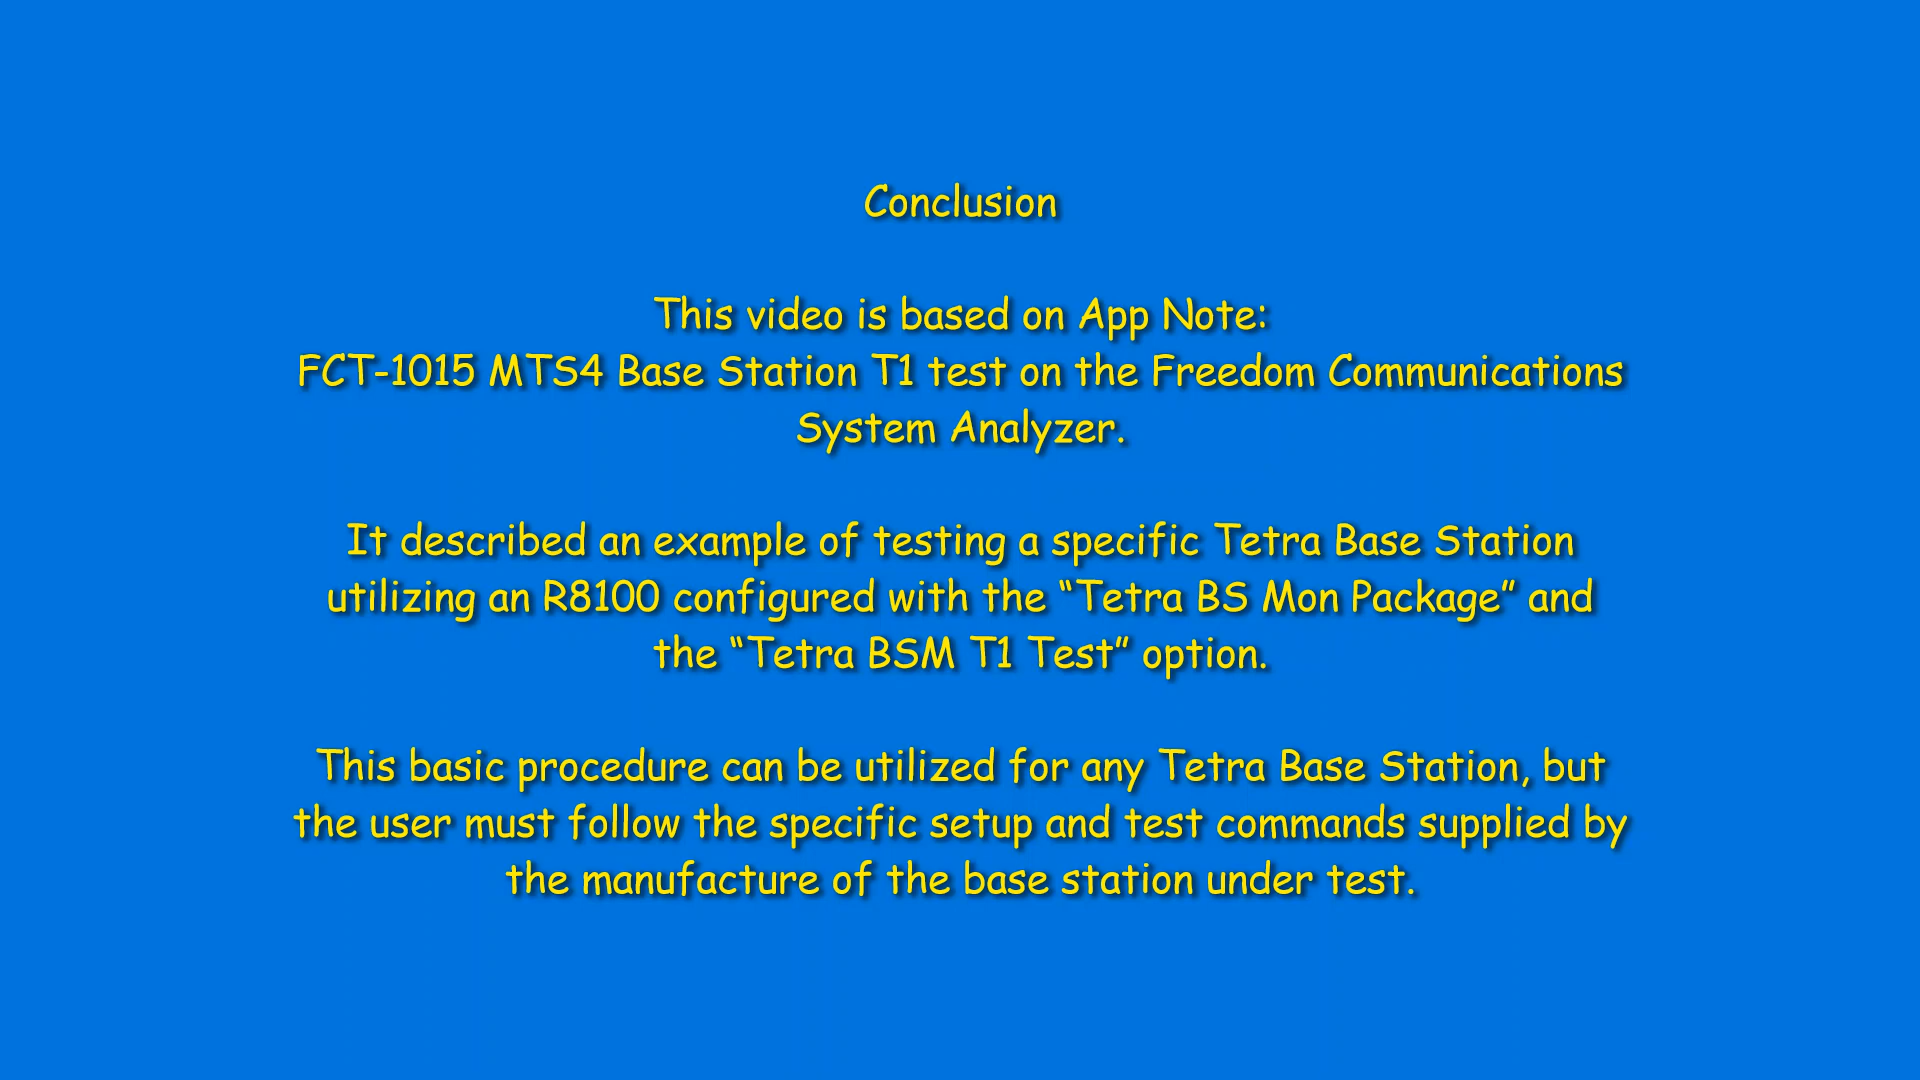 Conclusion
This video is based on App Note:
FCT-1015 MTS4 Base Station T1 test on the Freedom Communications
System Analyzer.
It described an example of testing a specific Tetra Base Station
utilizing an R8100 configured with the “Tetra BS Mon Package” and
the “Tetra BSM T1 Test” option.
This basic procedure can be utilized for any Tetra Base Station, but
the user must follow the specific setup and test commands supplied by
the manufacture of the base station under test.